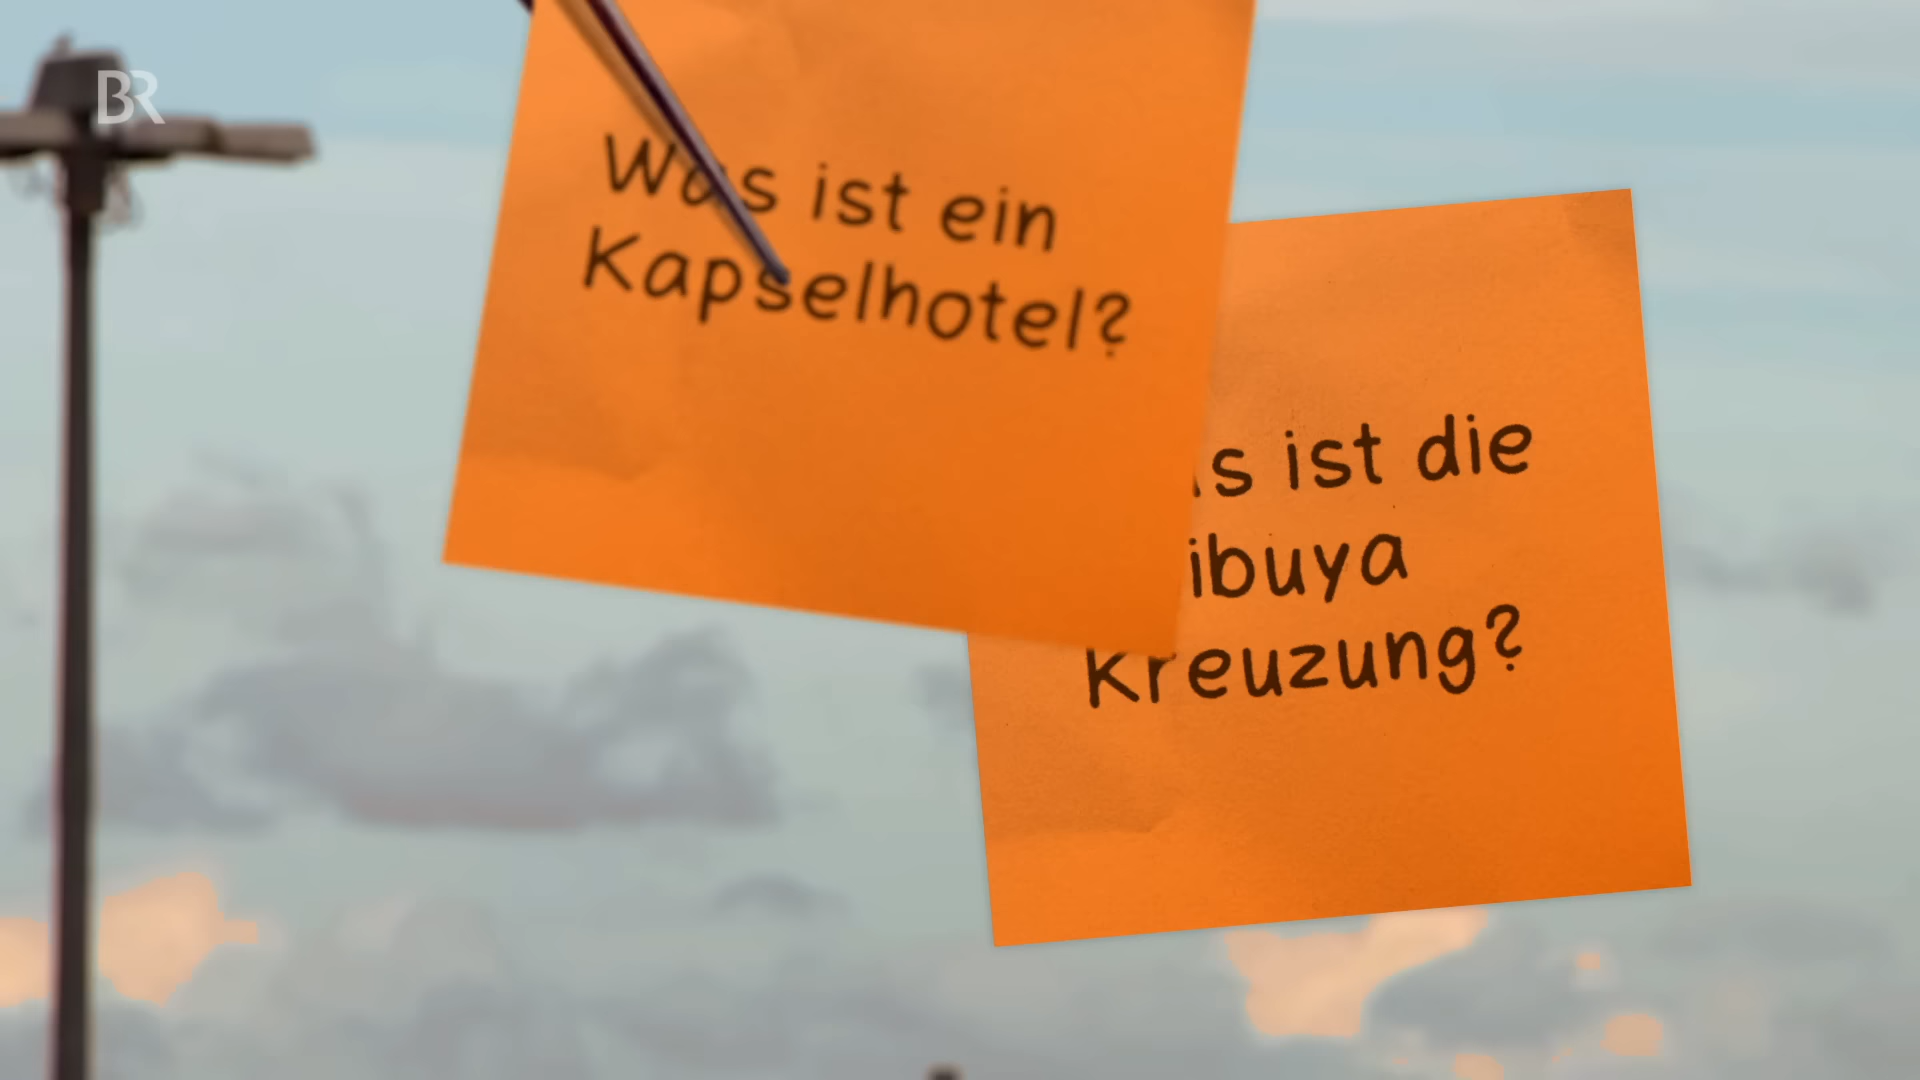 BR
Was ist ein
Kapselhotel?
s ist die
ibuya
Kreuzung?